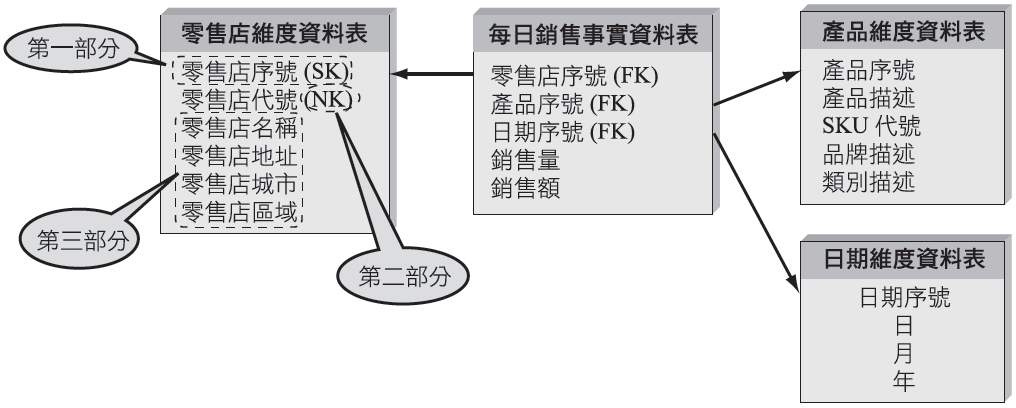 第一部分
零售店維度資料表
零售店序號 (SK)
零售店代號 (NK)
零售店名稱
零售店地址
零售店城市
零售店區域
第三部分
第二部分
每日銷售事實資料表
零售店序號 (FK)
產品序號 (FK)
日期序號 (FK)
銷售量
銷售額
產品維度資料表
產品序號
產品描述
SKU 代號
品牌描述
類別描述
日期維度資料表
日期序號
日
月
年